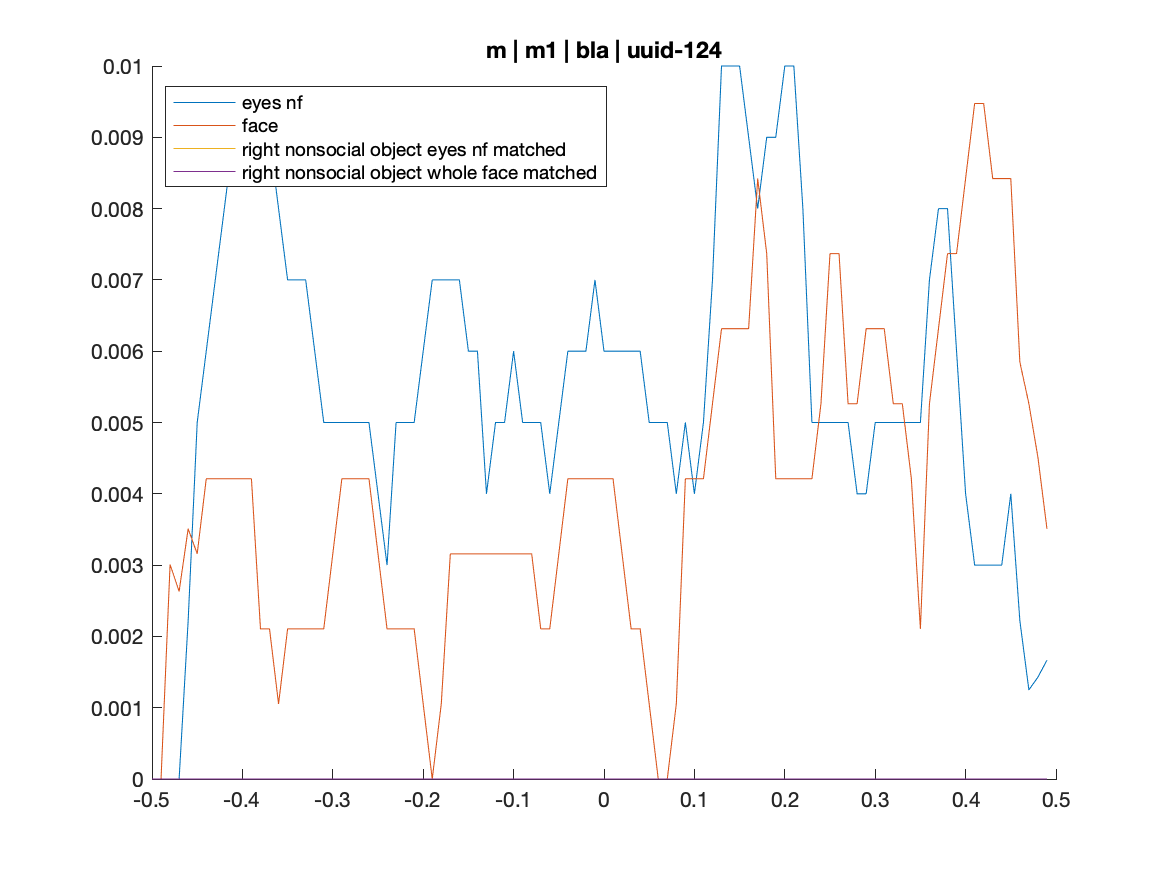 m | m1 | bla | uuid-124
0.01
0.009
0.008
0.007
0.006
0.005
0.004
0.003
0.002
0.001
0
eyes nf
face
right nonsocial object eyes nf matched
right nonsocial object whole face matched
-0.5 -0.4 -0.3 -0.2 -0.1 0 0.1 0.2 0.3 0.4 0.5